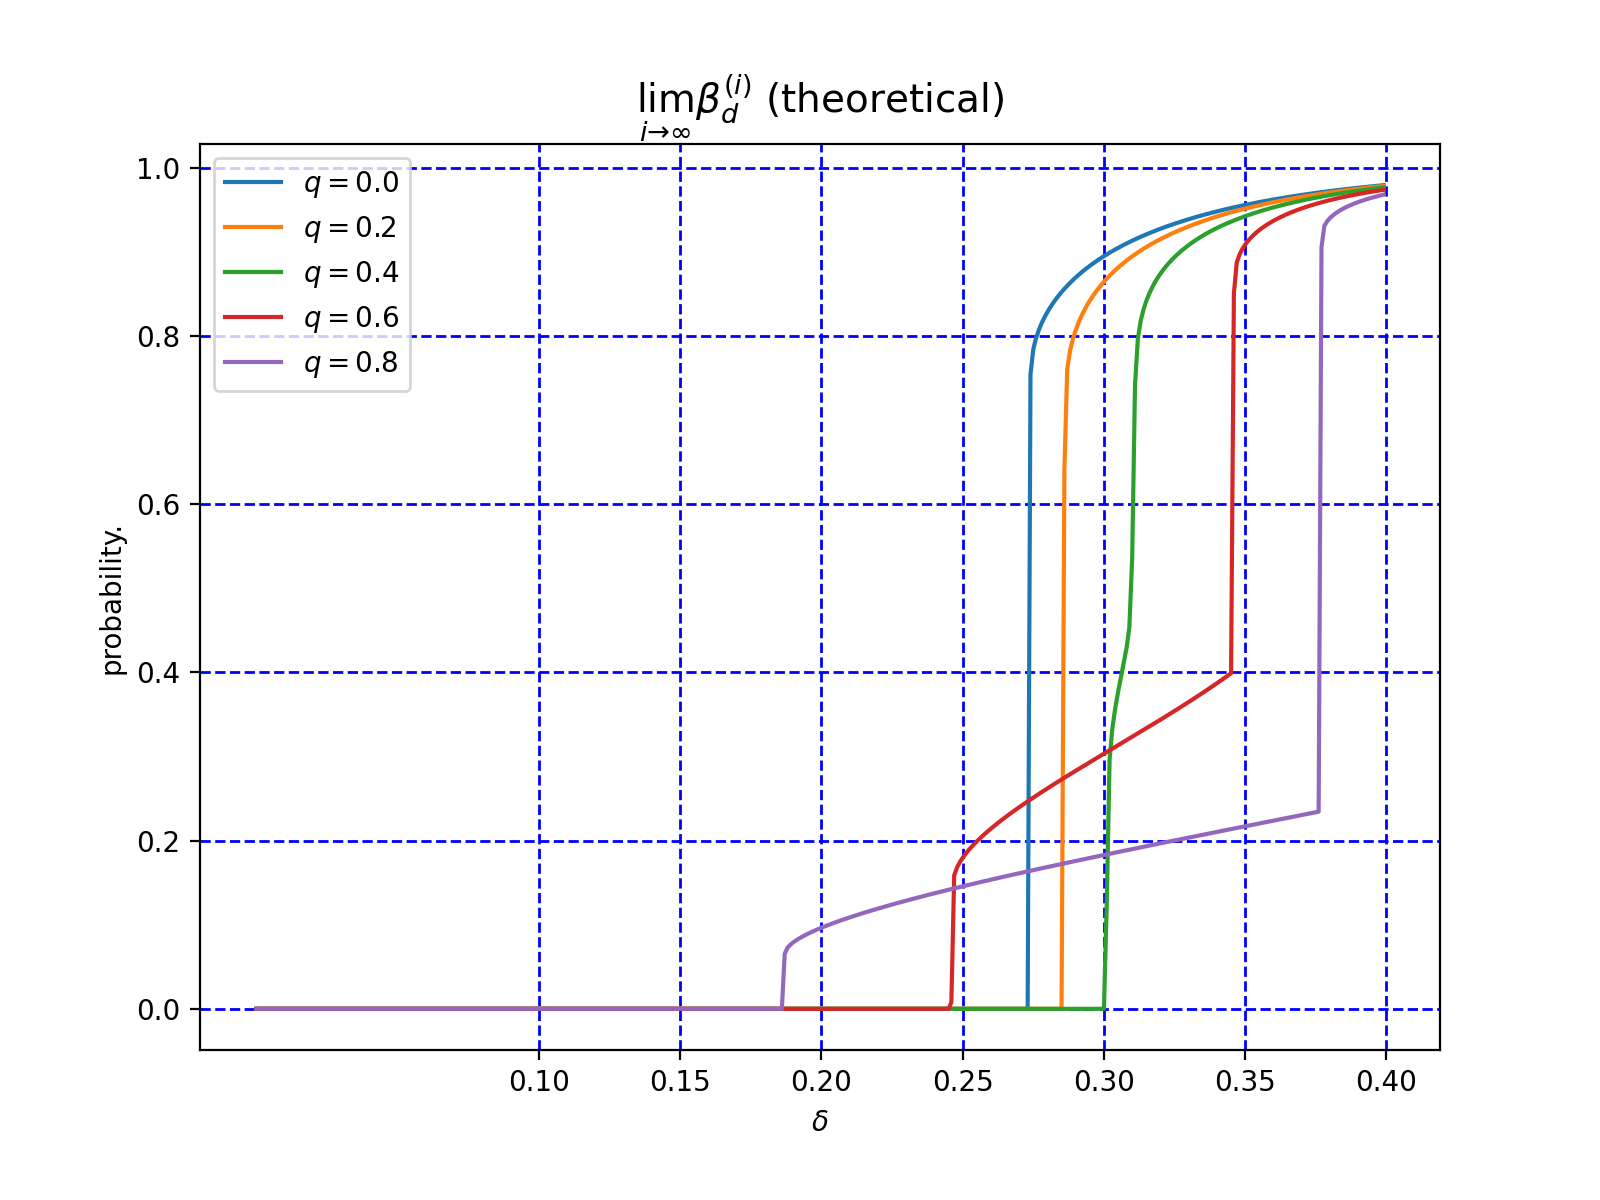 lim β_d^(i) (theoretical)
i→∞
q = 0.0
q = 0.2
q = 0.4
q = 0.6
q = 0.8
1.0
0.8
0.6
0.4
0.2
0.0
probability.
0.10 0.15 0.20 0.25 0.30 0.35 0.40
δ